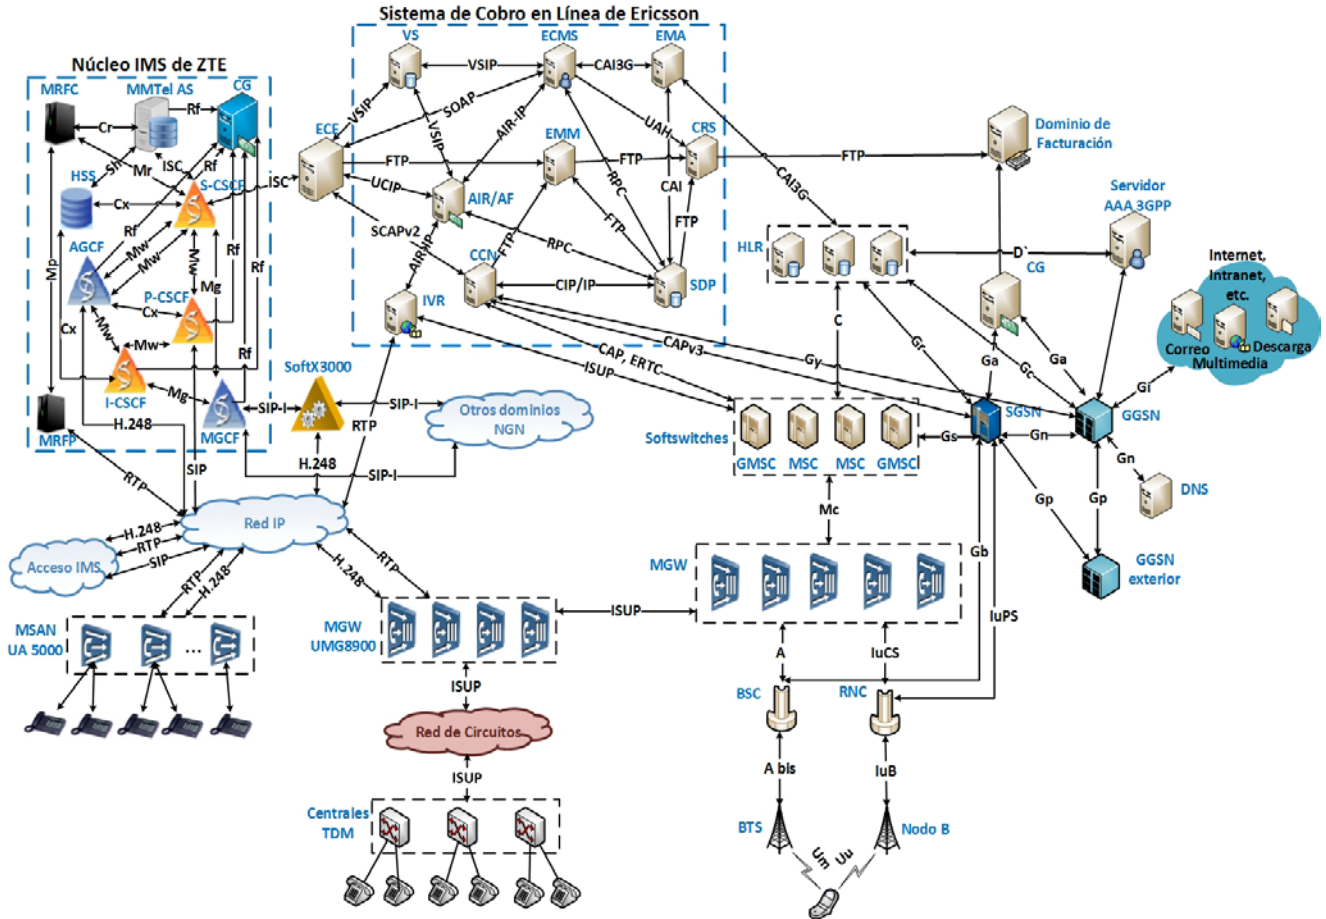 Sistema de Cobro en Línea de Ericsson
Núcleo IMS de ZTE
VS
ECMS
EMA
MRFC
MMTel AS
CG
Rf
Cr
Sh
Mr
ISC
Rf
HSS
S-CSCF
Cx
Rf
AGCF
Mw
Mw
Mw
Rf
Rf
Mp
P-CSCF
Mg
Cx
Cx
Mw
Mw
Rf
I-CSCF
Mg
MRFP
MGCF
H.248
SIP
RTP
ISC
ECE
VSIP
VSIP
SOAP
VSIP
AIR-IP
CAI3G
UAH
CRS
EMM
FTP
FTP
FTP
UCIP
AIR/AF
RPC
CAI
FTP
FTP
SCAPv2
FTP
RPC
CCN
AIR-IP
CIP/IP
SDP
IVR
CAI3G
Dominio de
Facturación
Servidor
AAA 3GPP
HLR
D`
CG
Internet,
Intranet,
etc.
Correo
Descarga
Multimedia
C
Gr
Gc
Ga
Ga
CAPv3
Gy
CAP, ERTC
ISUP
Gi
SoftX3000
SIP-I
SIP-I
Otros dominios
NGN
RTP
H.248
SIP-I
Softswitches
GMSC
MSC
MSC
GMSC
Gs
SGSN
Gn
GGSN
Gn
DNS
Gp
Gp
GGSN
exterior
Mc
Gb
IuPS
Red IP
H.248
RTP
SIP
Acceso IMS
RTP
H.248
H.248
RTP
MGW
MSAN
UA 5000
...
MGW
UMG8900
ISUP
A
IuCS
ISUP
BSC
RNC
Red de Circuitos
ISUP
A bis
IuB
Centrales
TDM
BTS
Nodo B
Um
Uu